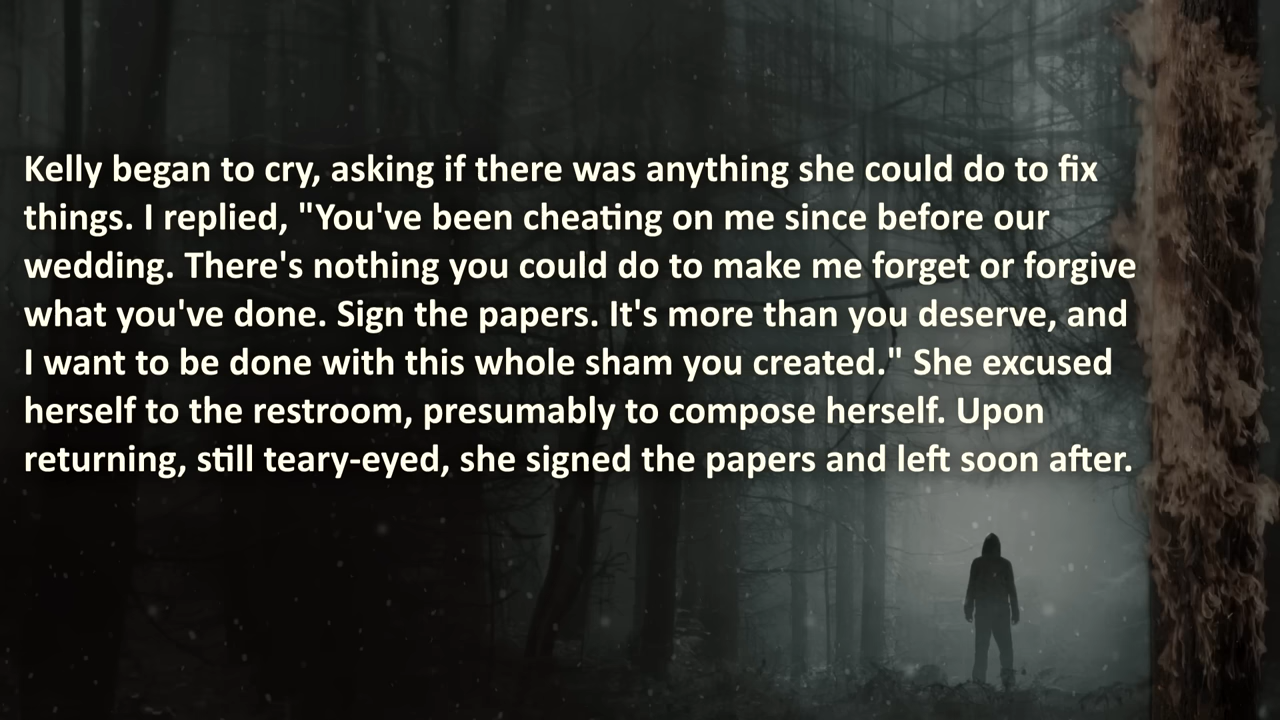 Kelly began to cry, asking if there was anything she could do to fix
things. I replied, "You've been cheating on me since before our
wedding. There's nothing you could do to make me forget or forgive
what you've done. Sign the papers. It's more than you deserve, and
I want to be done with this whole sham you created." She excused
herself to the restroom, presumably to compose herself. Upon
returning, still teary-eyed, she signed the papers and left soon after.